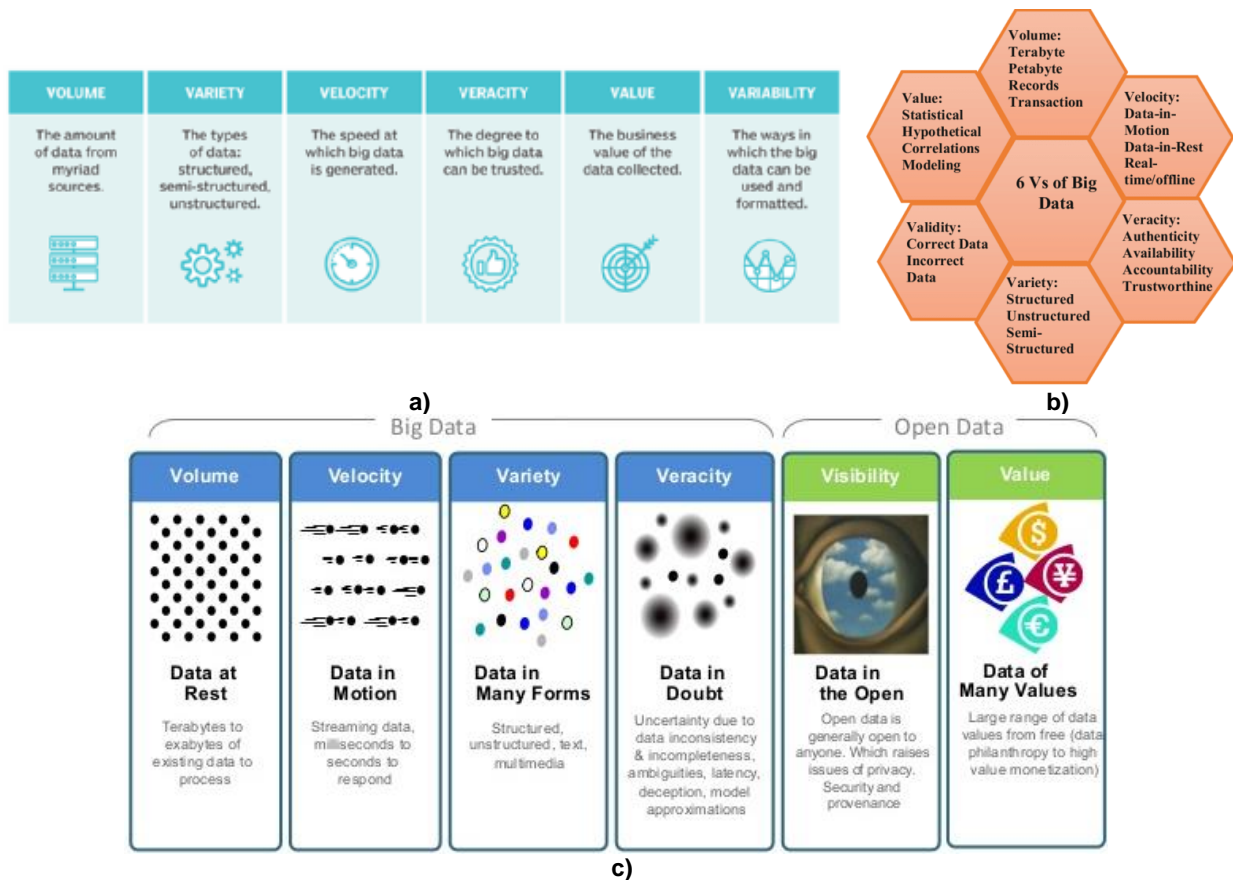 VOLUME
The amount
of data from
myriad
sources.
VARIETY
The types
of data:
structured,
semi-structured,
unstructured.
VELOCITY
The speed at
which big data
is generated.
VERACITY
The degree to
which big data
can be trusted.
VALUE
The business
value of the
data collected.
VARIABILITY
The ways in
which the big
data can be
used and
formatted.
a)
Volume:
Terabyte
Petabyte
Records
Transaction
Value:
Statistical
Hypothetical
Correlations
Modeling
Velocity:
Data-in-
Motion
Data-in-Rest
Real-
time/offline
6 Vs of Big
Data
Validity:
Correct Data
Incorrect
Data
Veracity:
Authenticity
Availability
Accountability
Trustworthine
Variety:
Structured
Unstructured
Semi-
Structured
b)
Big Data
Open Data
Volume
Data at
Rest
Terabytes to
exabytes of
existing data to
process
Velocity
Data in
Motion
Streaming data,
milliseconds to
seconds to
respond
Variety
Data in
Many Forms
Structured,
unstructured, text,
multimedia
Veracity
Data in
Doubt
Uncertainty due to
data inconsistency
& incompleteness,
ambiguities, latency,
deception, model
approximations
Visibility
Data in
the Open
Open data is
generally open to
anyone. Which raises
issues of privacy.
Security and
provenance
Value
$
£ ¥
€
Data of
Many Values
Large range of data
values from free (data
philanthropy to high
value monetization)
c)